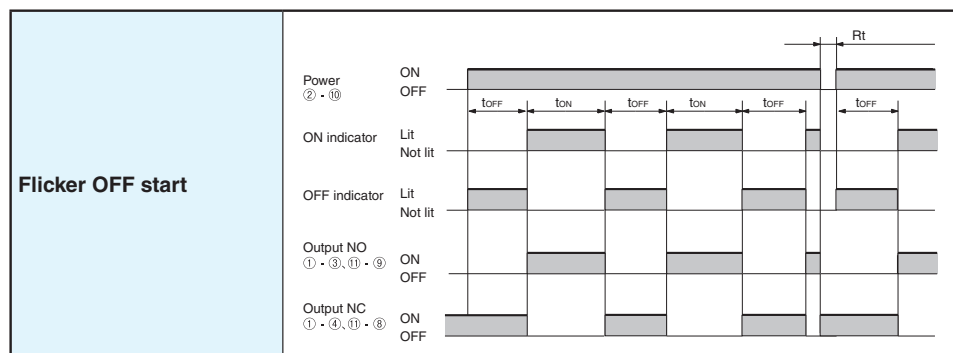 Flicker OFF start
Rt
Power
② - ⑩
ON
OFF
tOFF tON tOFF tON tOFF tOFF
ON indicator
Lit
Not lit
OFF indicator
Lit
Not lit
Output NO
① - ③、⑪ - ⑨
ON
OFF
Output NC
① - ④、⑪ - ⑧
ON
OFF